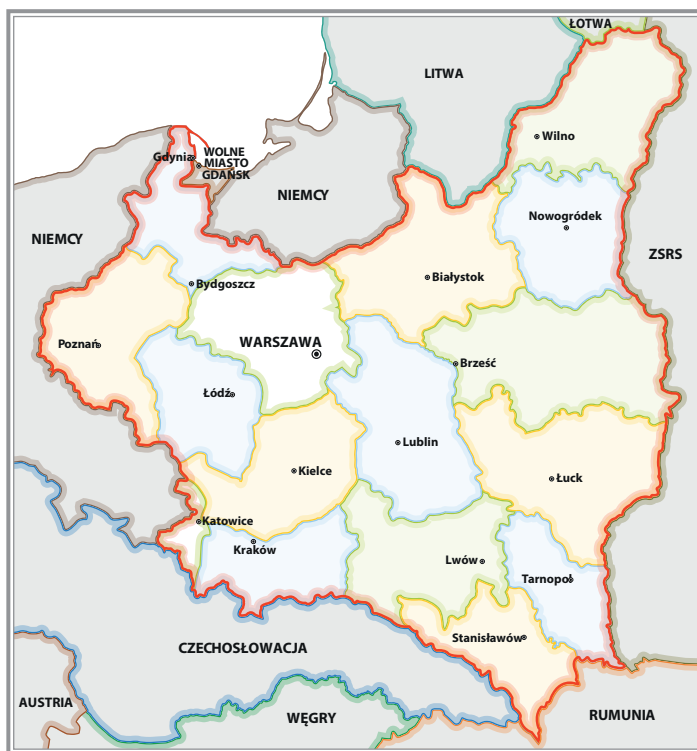 ŁOTWA
LITWA
Wilno
WOLNE
MIASTO
GDAŃSK
Gdynia
NIEMCY
Nowogródek
NIEMCY
ZSRS
Białystok
Bydgoszcz
WARSZAWA
Poznań
Brześć
Łódź
Lublin
Kielce
Łuck
Katowice
Kraków
Lwów
Tarnopol
Stanisławów
CZECHOSŁOWACJA
AUSTRIA
WĘGRY
RUMUNIA